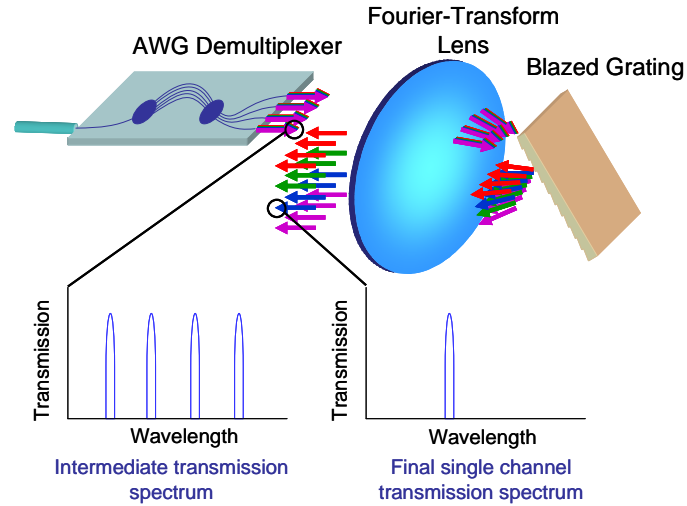 Fourier-Transform
Lens
AWG Demultiplexer
Blazed Grating
Transmission
Wavelength
Intermediate transmission
spectrum
Transmission
Wavelength
Final single channel
transmission spectrum